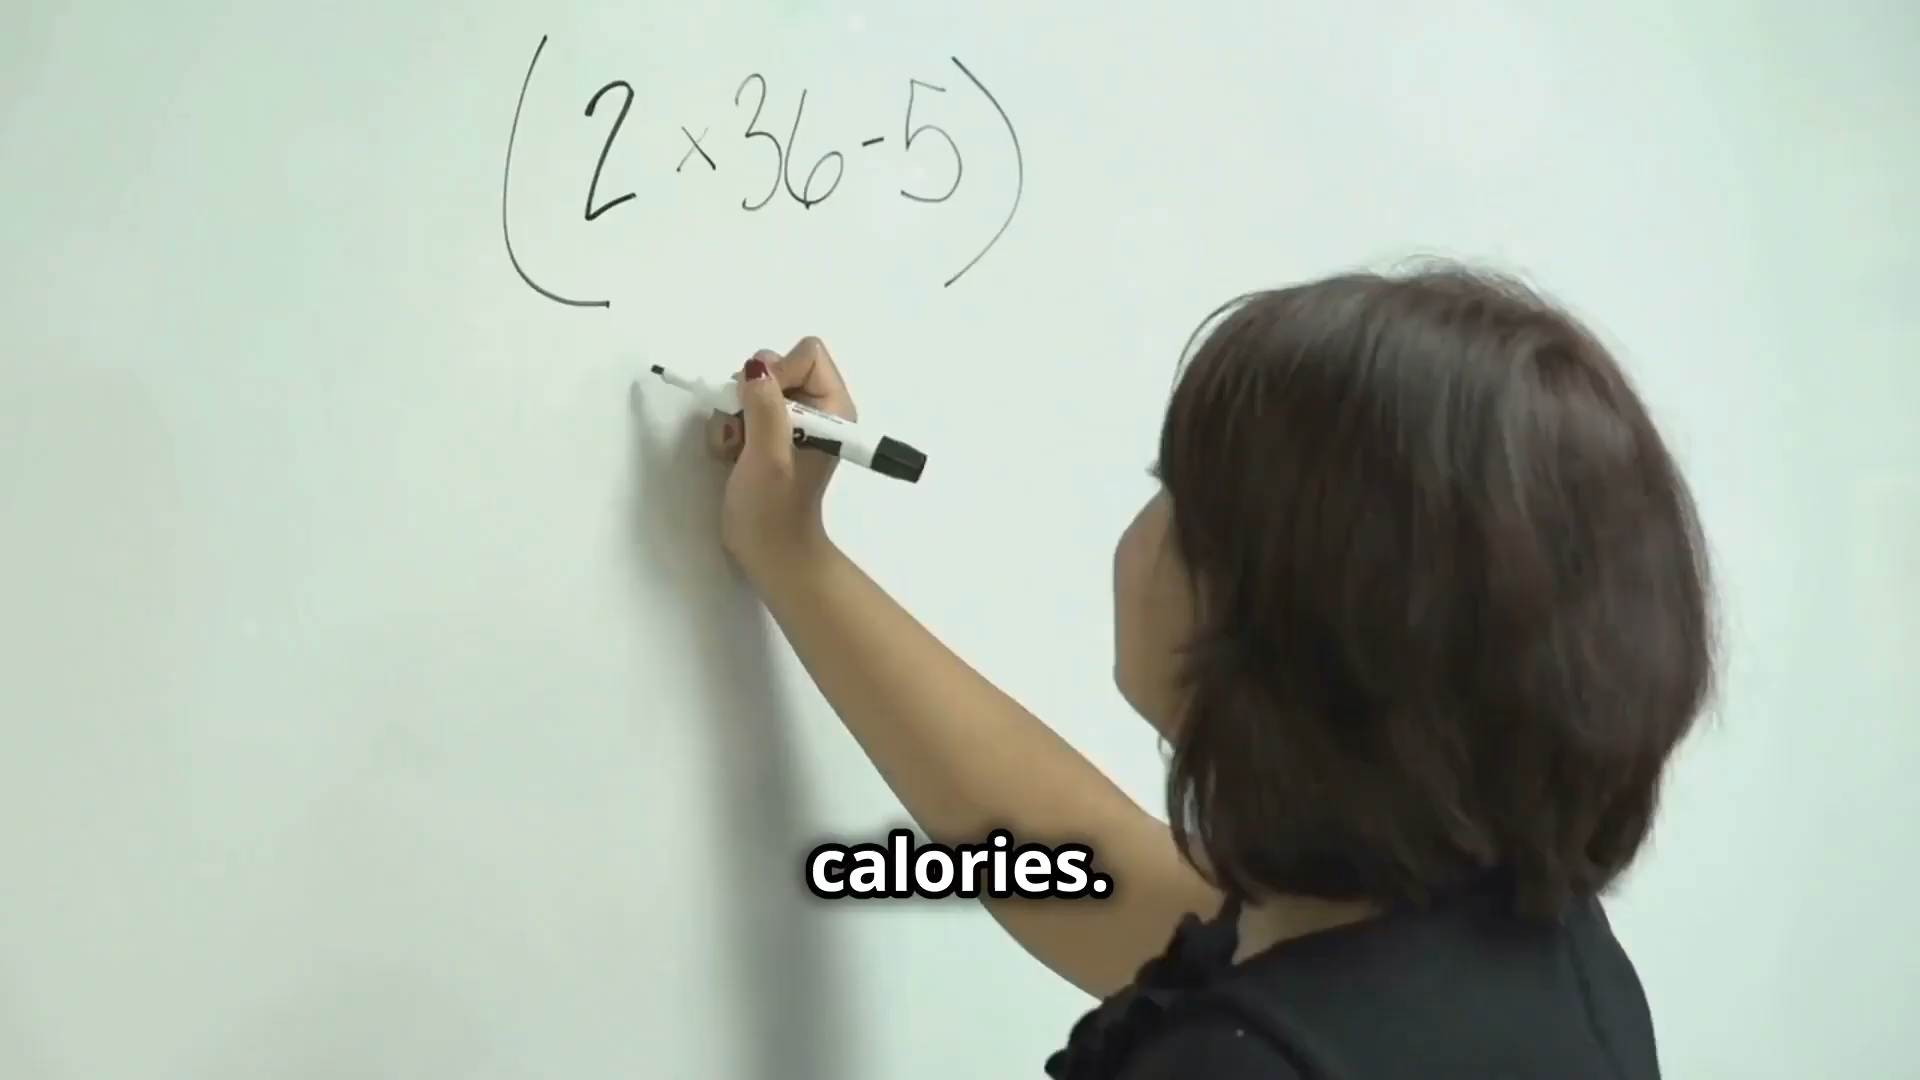 (2 × 36 - 5)
calories.